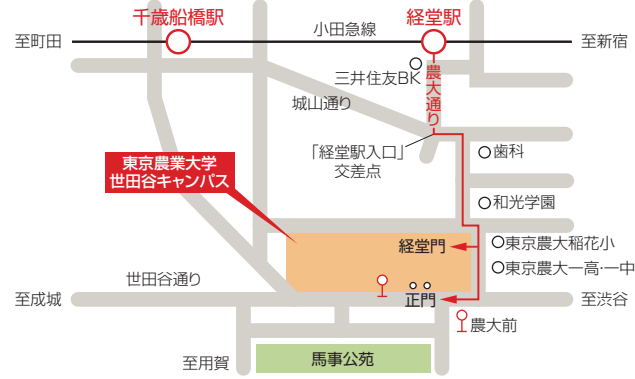 千歳船橋駅
経堂駅
小田急線
至町田
至新宿
三井住友BK
農大通り
城山通り
「経堂駅入口」
交差点
歯科
東京農業大学
世田谷キャンパス
和光学園
経堂門
東京農大稲花小
東京農大一高・一中
世田谷通り
至成城
正門
至渋谷
農大前
至用賀
馬事公苑